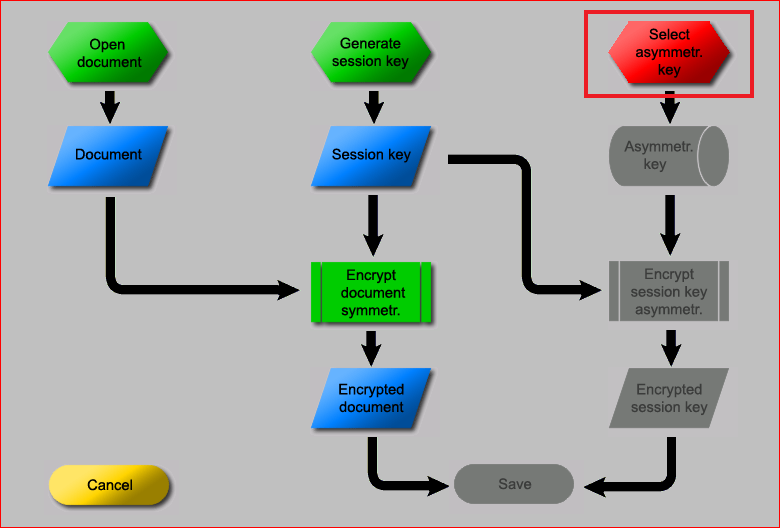 Open
document
Generate
session key
Select
asymmetr.
key
Document
Session key
Asymmetr.
key
Encrypt
document
symmetr.
Encrypt
session key
asymmetr.
Encrypted
document
Encrypted
session key
Cancel
Save